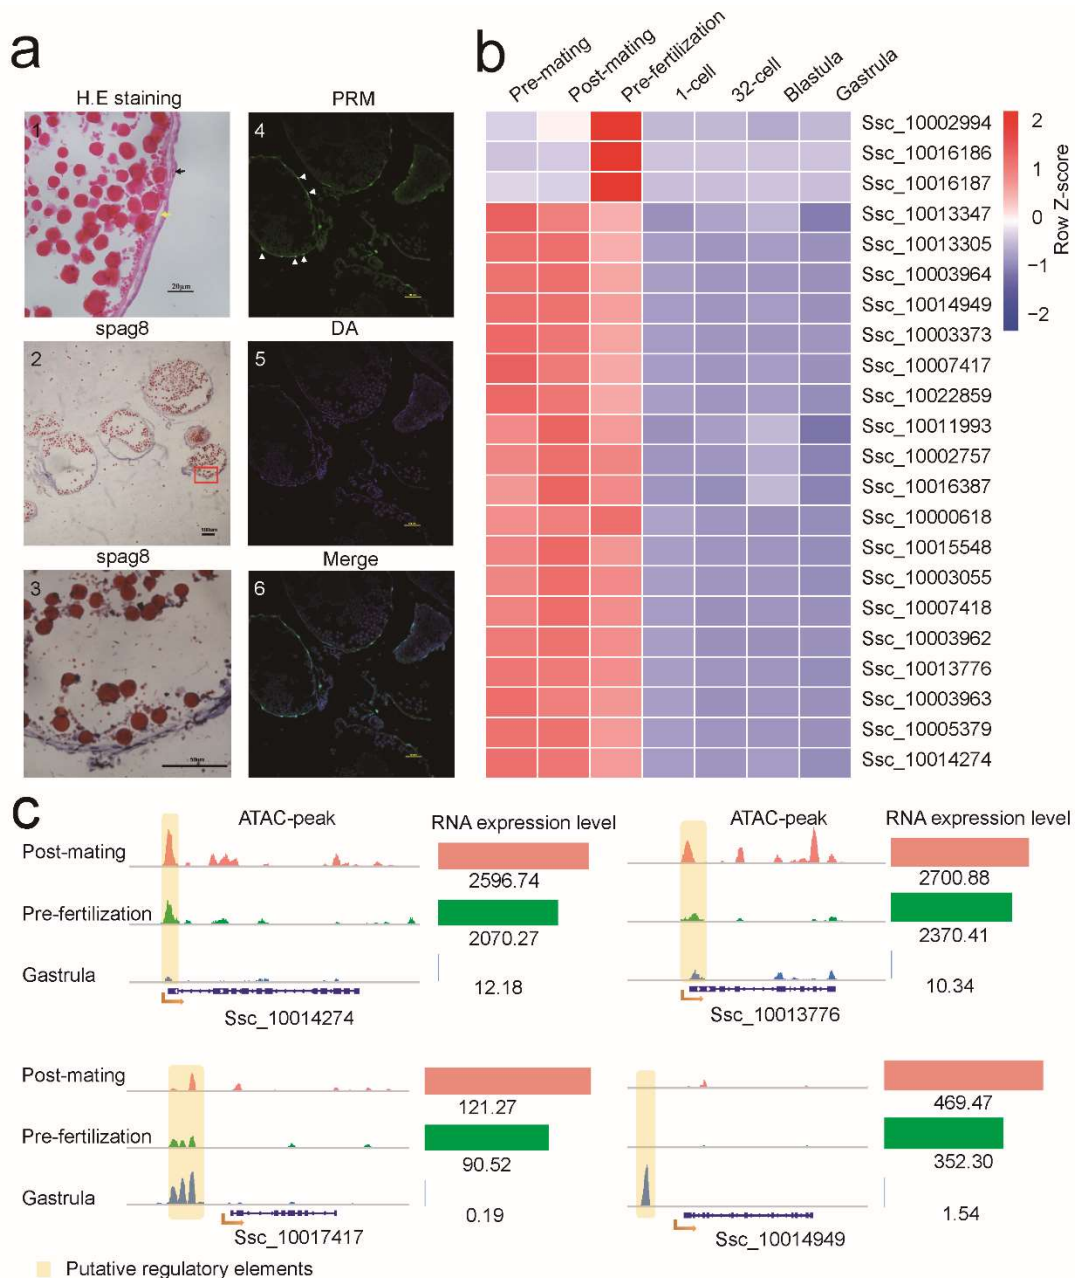 a
H.E staining
PRM
1
20μm
4
spag8
DA
2
100um
5
spag8
Merge
3
50um
6
b
Pre-mating
Post-mating
Pre-fertilization
1-cell
32-cell
Blastula
Gastrula
Ssc_10002994
Ssc_10016186
Ssc_10016187
Ssc_10013347
Ssc_10013305
Ssc_10003964
Ssc_10014949
Ssc_10003373
Ssc_10007417
Ssc_10022859
Ssc_10011993
Ssc_10002757
Ssc_10016387
Ssc_10000618
Ssc_10015548
Ssc_10003055
Ssc_10007418
Ssc_10003962
Ssc_10013776
Ssc_10003963
Ssc_10005379
Ssc_10014274
2
1
0
−1
−2
Row Z-score
c
ATAC-peak
RNA expression level
Post-mating
2596.74
Pre-fertilization
2070.27
Gastrula
12.18
Ssc_10014274
ATAC-peak
RNA expression level
2700.88
2370.41
10.34
Ssc_10013776
Post-mating
121.27
Pre-fertilization
90.52
Gastrula
0.19
Ssc_10017417
469.47
352.30
1.54
Ssc_10014949
Putative regulatory elements